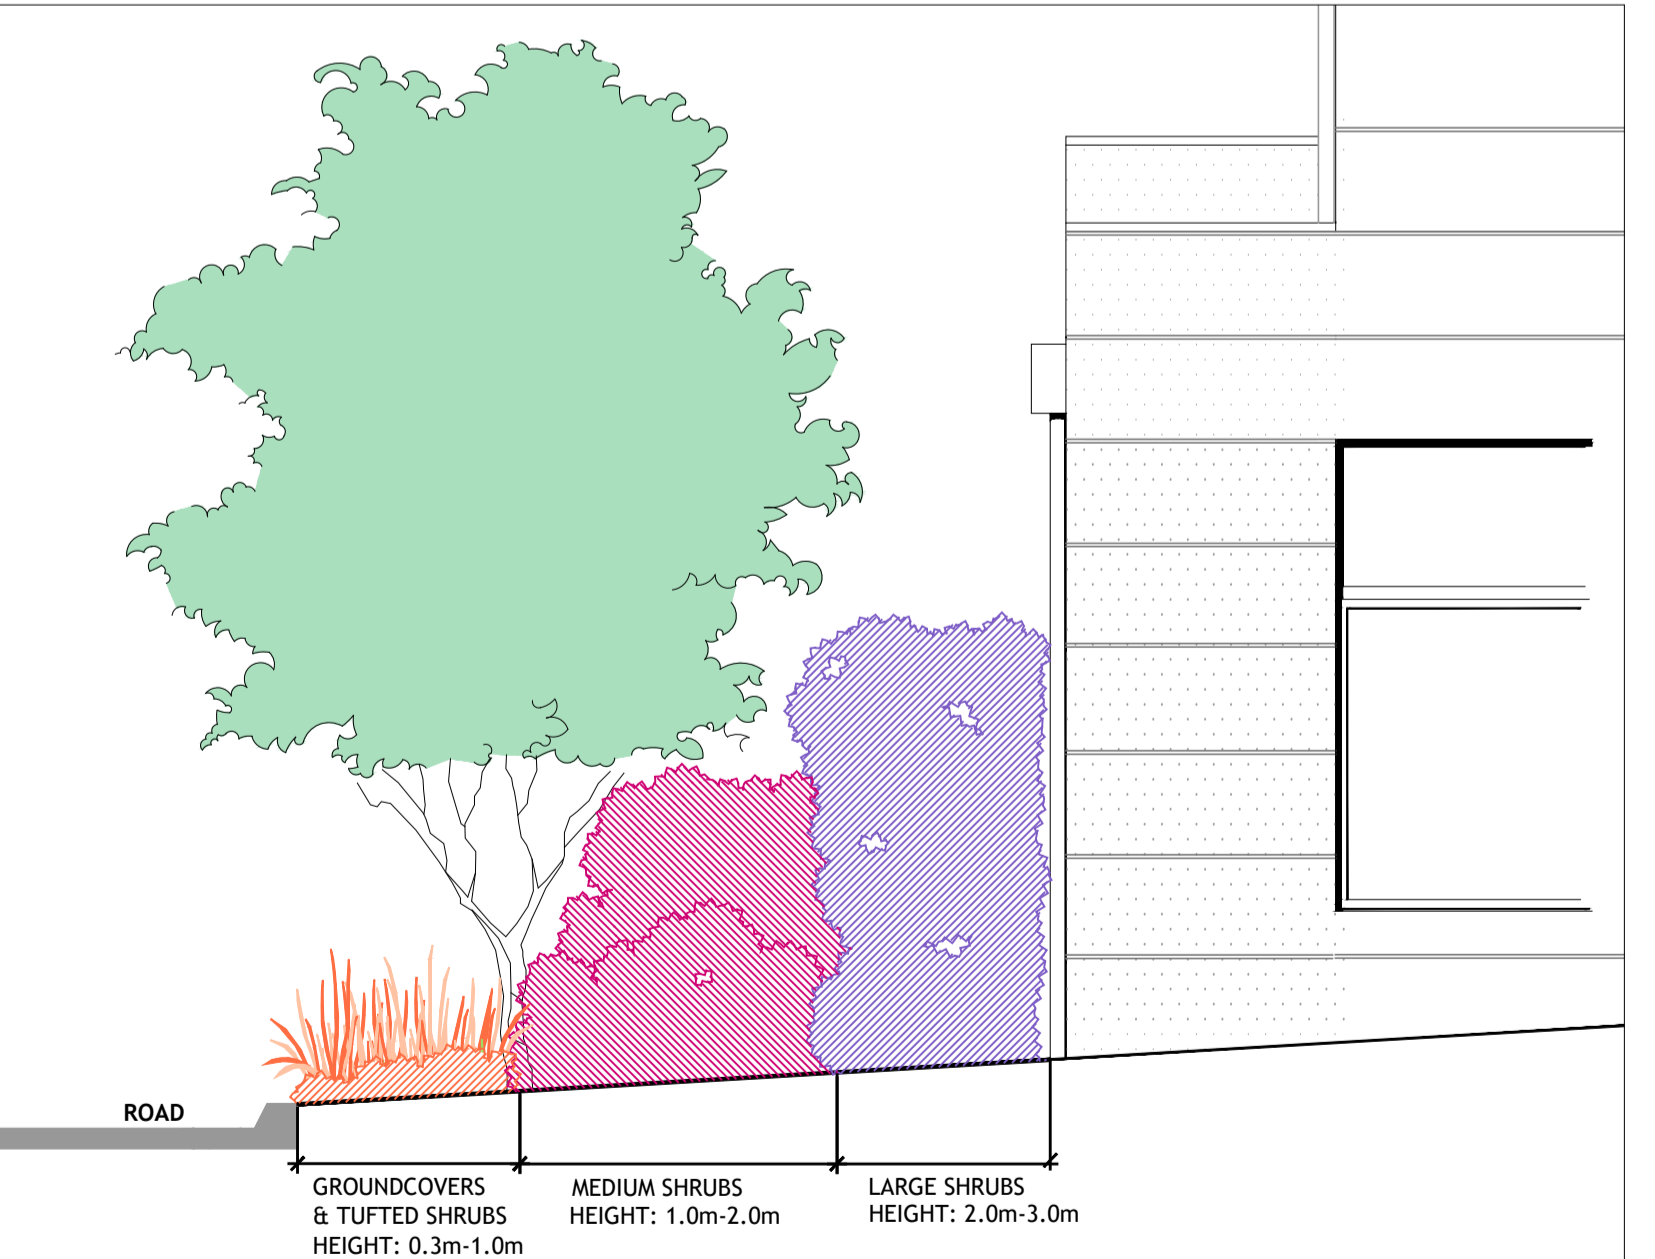 ROAD
GROUNDCOVERS
& TUFTED SHRUBS
HEIGHT: 0.3m-1.0m
MEDIUM SHRUBS
HEIGHT: 1.0m-2.0m
LARGE SHRUBS
HEIGHT: 2.0m-3.0m